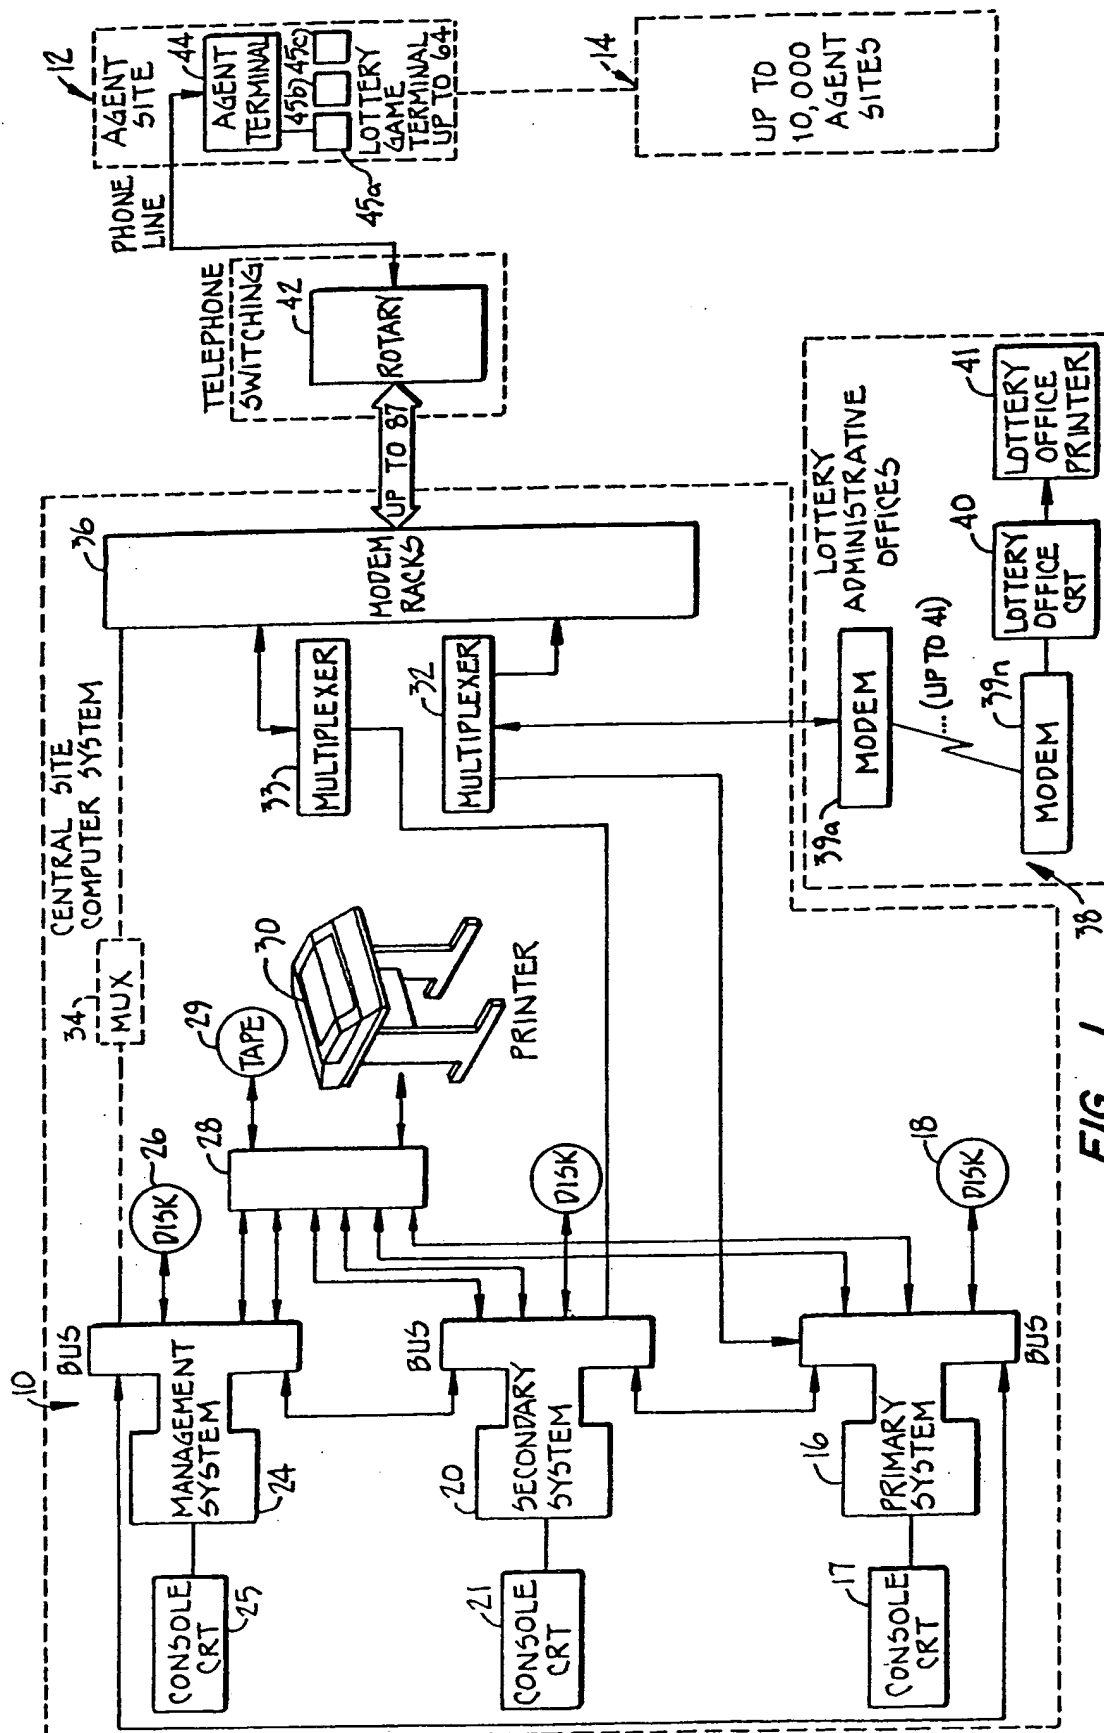 10
CENTRAL SITE
COMPUTER SYSTEM
34
MUX
36
MODEM
RACKS
BUS
MANAGEMENT
SYSTEM
24
CONSOLE
CRT
25
DISK
26
28
TAPE
29
30
PRINTER
33
MULTIPLEXER
32
MULTIPLEXER
BUS
SECONDARY
SYSTEM
20
CONSOLE
CRT
21
DISK
BUS
PRIMARY
SYSTEM
16
CONSOLE
CRT
17
DISK
18
UP TO 87
TELEPHONE
SWITCHING
42
ROTARY
PHONE
LINE
12
AGENT
SITE
44
AGENT
TERMINAL
45a
45b
45c
LOTTERY
GAME
TERMINAL
UP TO 64
14
UP TO
10,000
AGENT
SITES
LOTTERY
ADMINISTRATIVE
OFFICES
39a
MODEM
...(UP TO 41)
39n
MODEM
40
LOTTERY
OFFICE
CRT
41
LOTTERY
OFFICE
PRINTER
38
FIG. 1